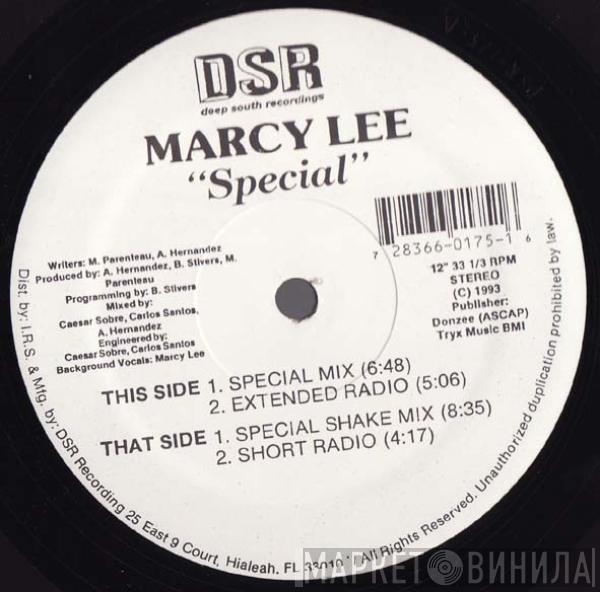 DSR
deep south recordings
MARCY LEE
"Special"
Writers: M. Parenteau, A. Hernandez
Produced by: A. Hernandez, B. Stivers, M.
Parenteau
Programming by: B. Stivers
Mixed by:
Caesar Sobre, Carlos Santos,
A. Hernandez
Engineered by:
Caesar Sobre, Carlos Santos
Background Vocals: Marcy Lee
7 28366-0175-1 6
12" 33 1/3 RPM
STEREO
(C) 1993
Publisher:
Donzee (ASCAP)
Tryx Music BMI
THIS SIDE 1. SPECIAL MIX (6:48)
2. EXTENDED RADIO (5:06)
THAT SIDE 1. SPECIAL SHAKE MIX (8:35)
2. SHORT RADIO (4:17)
Dist. by: I.R.S. & Mfg. by: DSR Recording 25 East 9 Court, Hialeah. FL 33010 All Rights Reserved. Unauthorized duplication prohibited by law.
МАРКЕТ ВИНИЛА